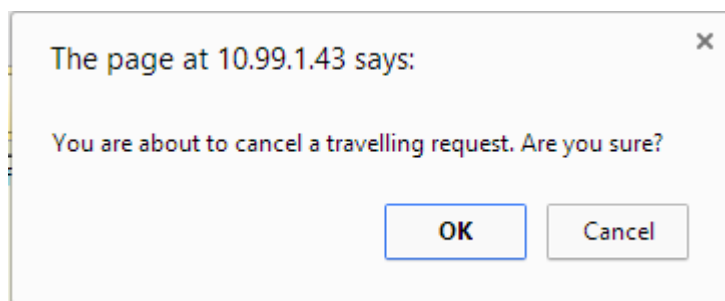 The page at 10.99.1.43 says:
You are about to cancel a travelling request. Are you sure?
OK
Cancel